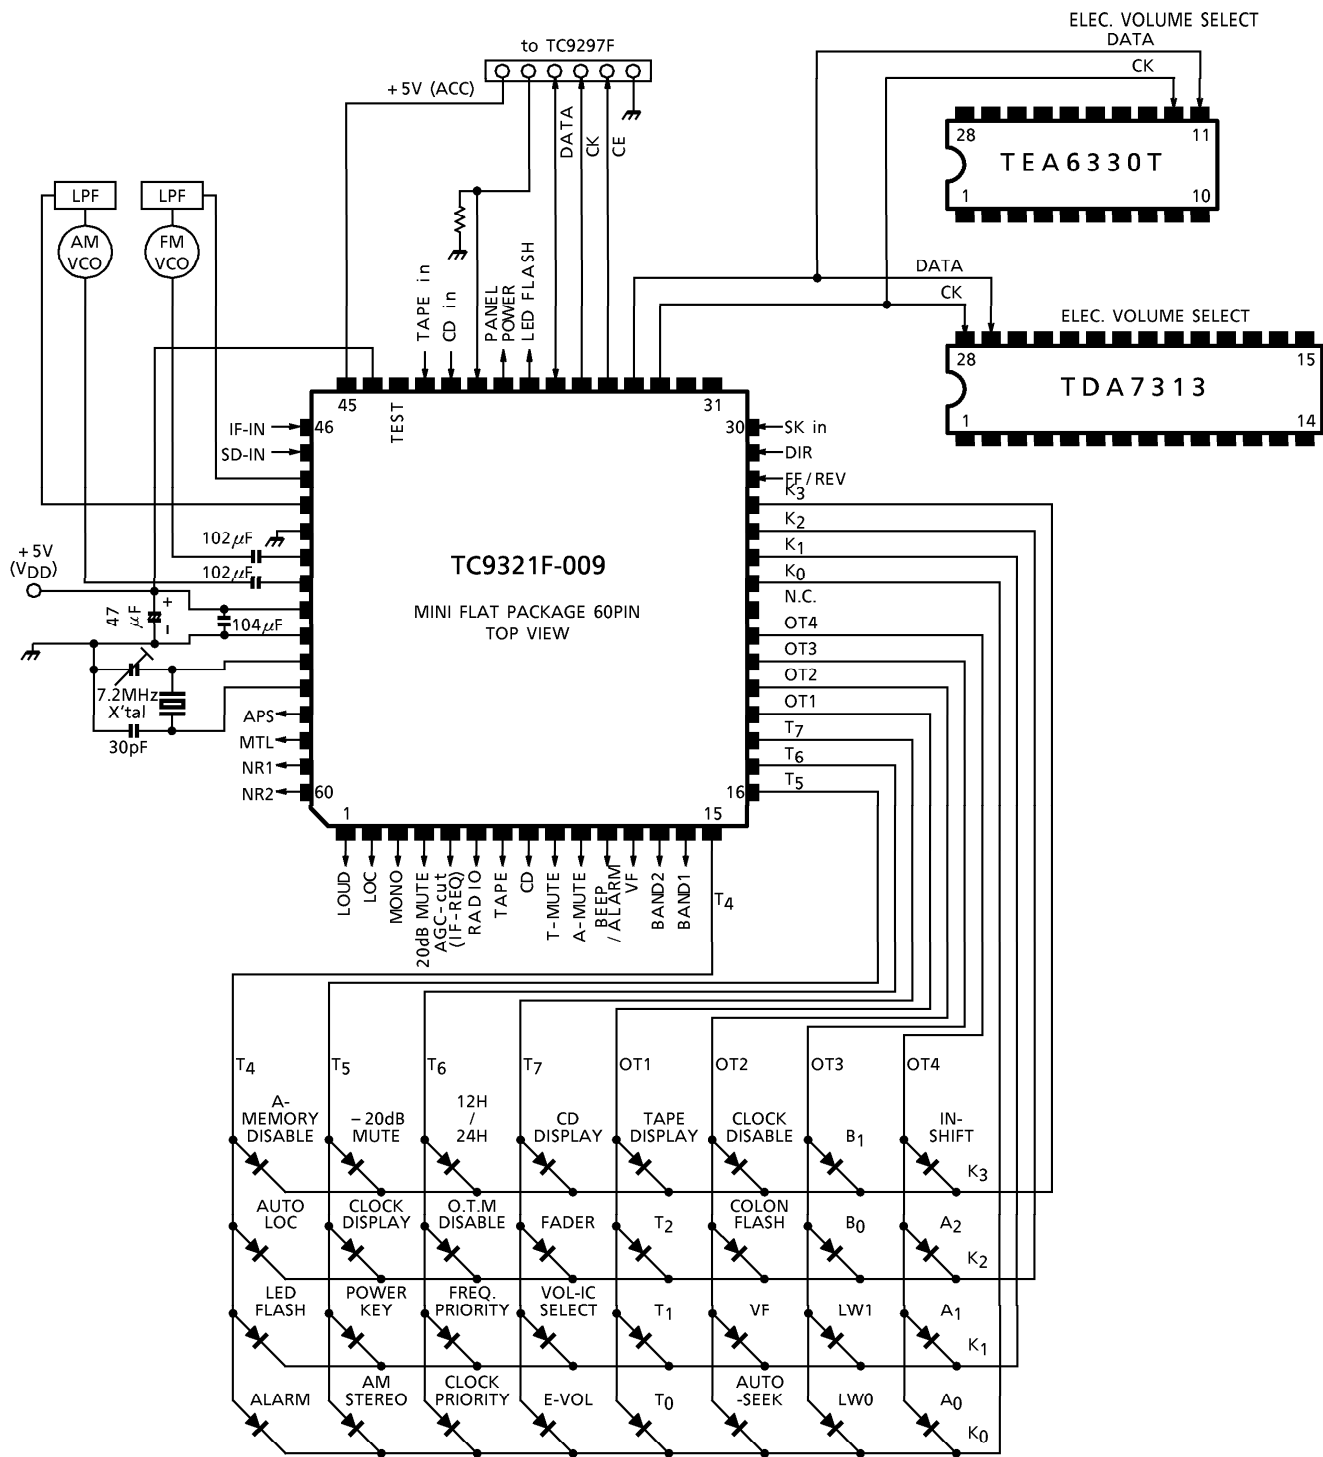 ELEC. VOLUME SELECT
DATA
CK
to TC9297F
+5V (ACC)
DATA
CK
CE
28
11
TEA6330T
1
10
LPF
LPF
AM
VCO
FM
VCO
TAPE in
CD in
PANEL
POWER
LED FLASH
DATA
CK
ELEC. VOLUME SELECT
28
15
TDA7313
1
14
45
TEST
31
IF-IN
46
SD-IN
30
SK in
DIR
FF/REV
K3
K2
K1
K0
N.C.
OT4
OT3
OT2
OT1
T7
T6
T5
102µF
102µF
+5V
(VDD)
47
µF
+
−
104µF
7.2MHz
X'tal
30pF
TC9321F-009
MINI FLAT PACKAGE 60PIN
TOP VIEW
APS
MTL
NR1
NR2
60
16
1
15
LOUD
LOC
MONO
20dB MUTE
AGC-cut
(IF-REQ)
RADIO
TAPE
CD
T-MUTE
A-MUTE
BEEP
/ALARM
VF
BAND2
BAND1
T4
T4
T5
T6
T7
OT1
OT2
OT3
OT4
A-
MEMORY
DISABLE
−20dB
MUTE
12H
/
24H
CD
DISPLAY
TAPE
DISPLAY
CLOCK
DISABLE
B1
IN-
SHIFT
K3
AUTO
LOC
CLOCK
DISPLAY
O.T.M
DISABLE
FADER
T2
COLON
FLASH
B0
A2
K2
LED
FLASH
POWER
KEY
FREQ.
PRIORITY
VOL-IC
SELECT
T1
VF
LW1
A1
K1
ALARM
AM
STEREO
CLOCK
PRIORITY
E-VOL
T0
AUTO
-SEEK
LW0
A0
K0